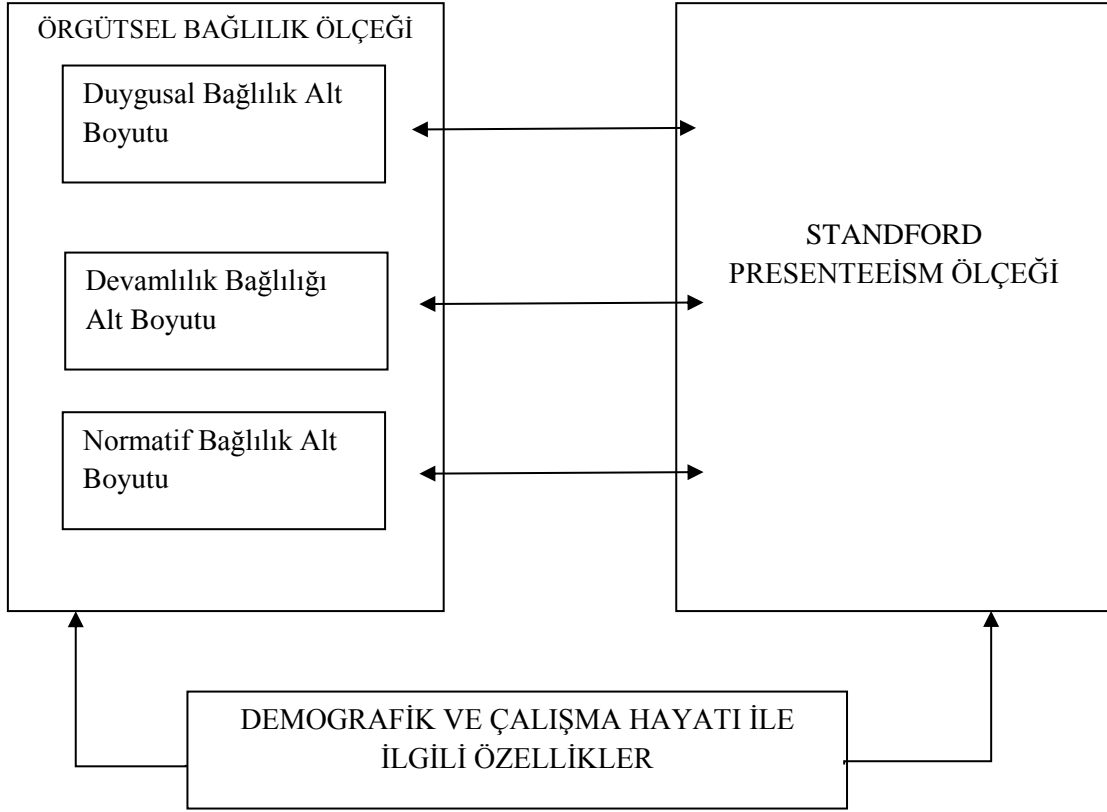 ÖRGÜTSEL BAĞLILIK ÖLÇEĞİ
Duygusal Bağlılık Alt
Boyutu
Devamlılık Bağlılığı
Alt Boyutu
Normatif Bağlılık Alt
Boyutu
STANDFORD
PRESENTEEİSM ÖLÇEĞİ
DEMOGRAFİK VE ÇALIŞMA HAYATI İLE
İLGİLİ ÖZELLİKLER